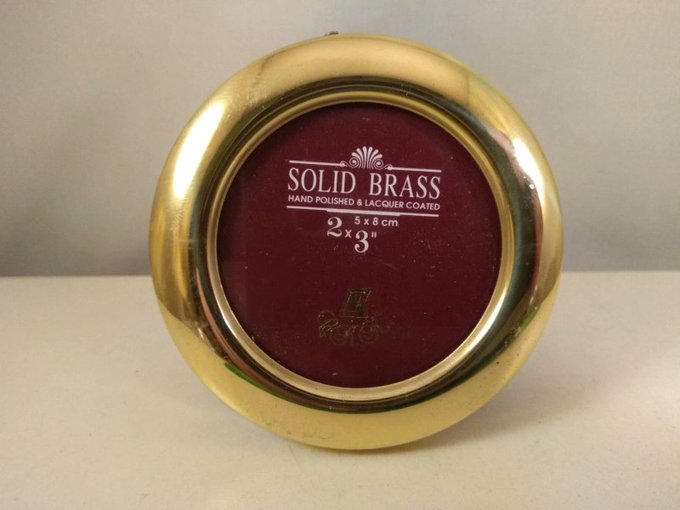 SOLID BRASS
HAND POLISHED & LACQUER COATED
5 x 8 cm
2 x 3"